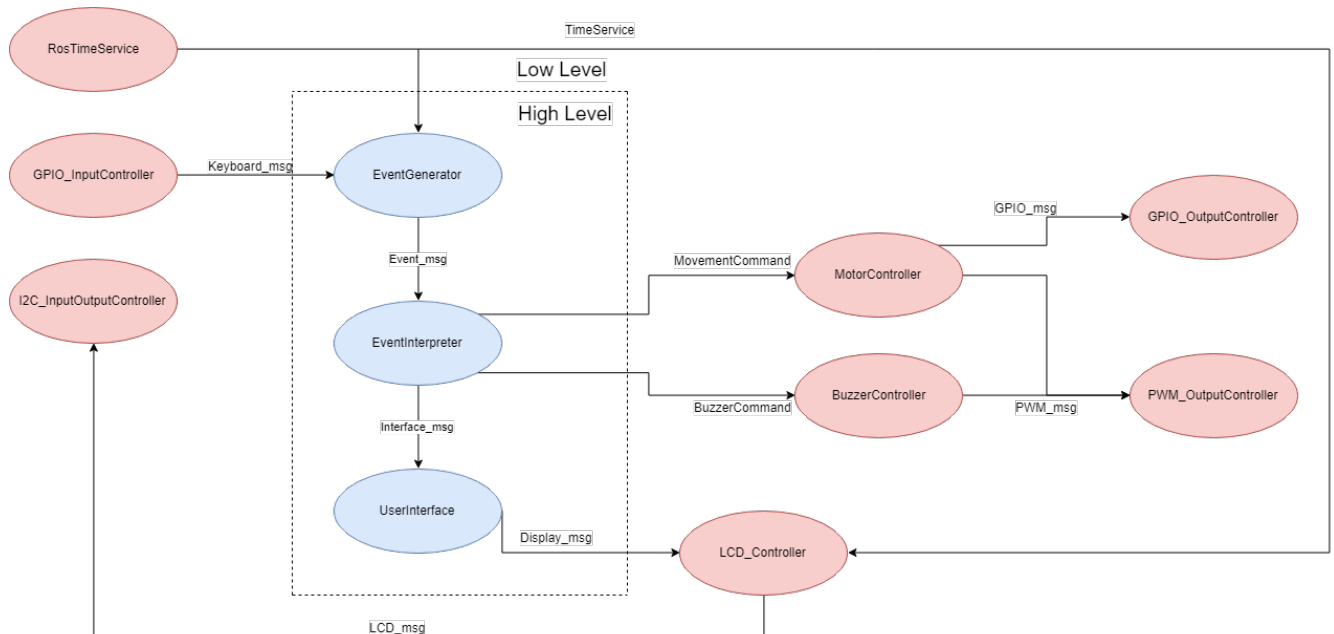 TimeService
RosTimeService
Low Level
High Level
Keyboard_msg
GPIO_InputController
EventGenerator
GPIO_msg
GPIO_OutputController
Event_msg
MovementCommand
MotorController
I2C_InputOutputController
EventInterpreter
BuzzerCommand
BuzzerController
PWM_msg
PWM_OutputController
Interface_msg
UserInterface
Display_msg
LCD_Controller
LCD_msg